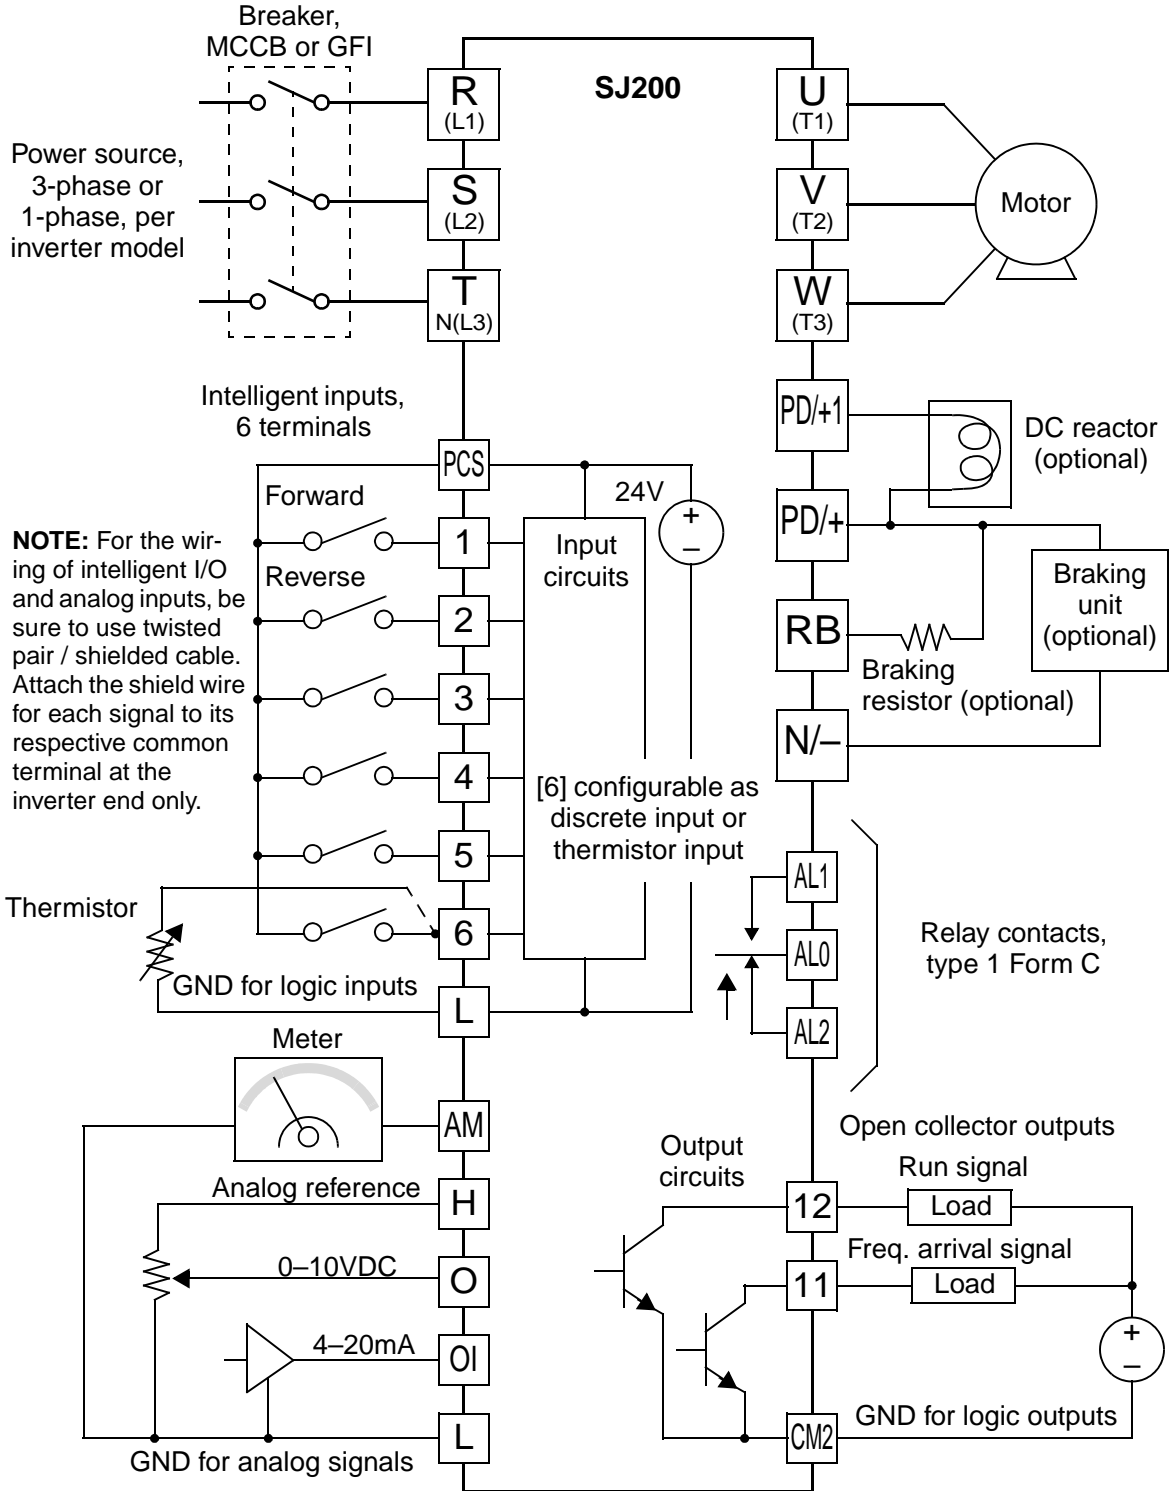 Breaker,
MCCB or GFI
SJ200
R
(L1)
U
(T1)
Power source,
3-phase or
1-phase, per
inverter model
S
(L2)
V
(T2)
Motor
T
N(L3)
W
(T3)
Intelligent inputs,
6 terminals
PD/+1
DC reactor
(optional)
PCS
24V
Forward
+
–
PD/+
NOTE: For the wir-
ing of intelligent I/O
and analog inputs, be
sure to use twisted
pair / shielded cable.
Attach the shield wire
for each signal to its
respective common
terminal at the
inverter end only.
1
Input
circuits
Reverse
2
Braking
unit
(optional)
RB
Braking
resistor (optional)
3
N/–
4
[6] configurable as
discrete input or
thermistor input
5
AL1
Thermistor
6
AL0
Relay contacts,
type 1 Form C
GND for logic inputs
L
AL2
Meter
AM
Open collector outputs
Output
circuits
Run signal
Analog reference
H
12
Load
Freq. arrival signal
0–10VDC
O
11
Load
4–20mA
OI
+
–
L
CM2
GND for logic outputs
GND for analog signals